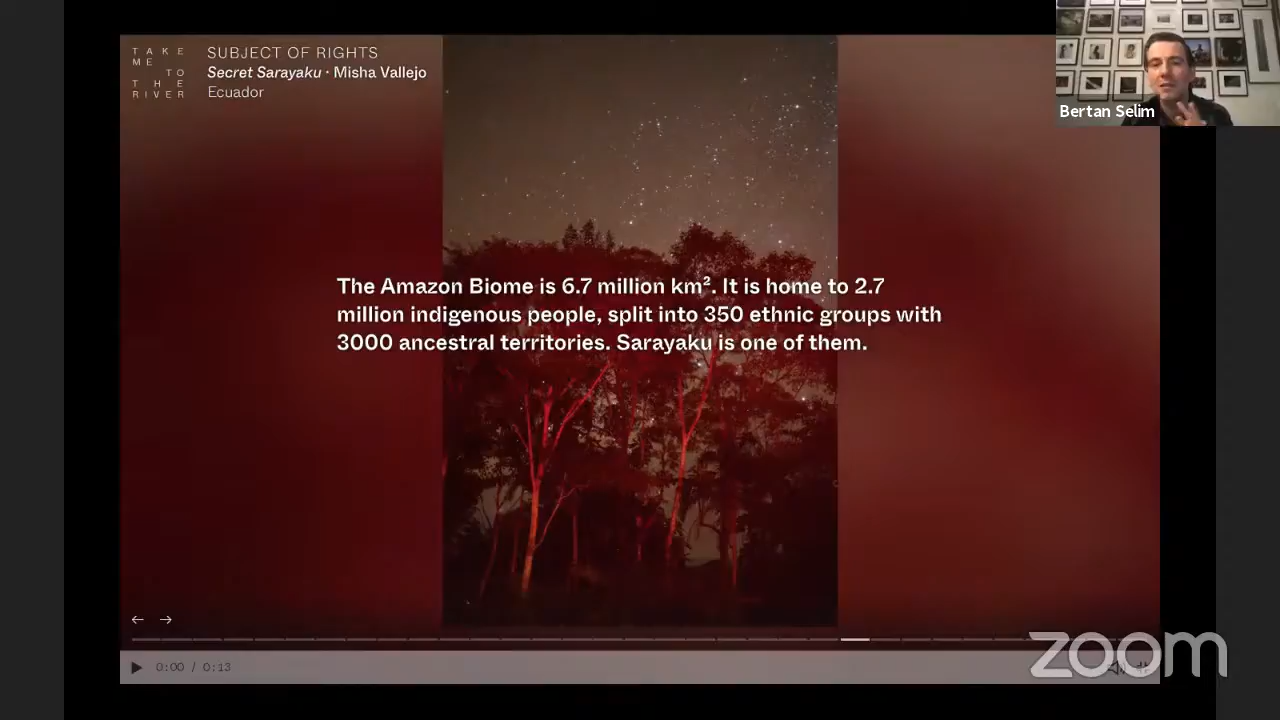 TAKE
ME
TO
THE
RIVER
SUBJECT OF RIGHTS
Secret Sarayaku · Misha Vallejo
Ecuador
Bertan Selim
The Amazon Biome is 6.7 million km². It is home to 2.7
million indigenous people, split into 350 ethnic groups with
3000 ancestral territories. Sarayaku is one of them.
0:00 / 0:13
zoom